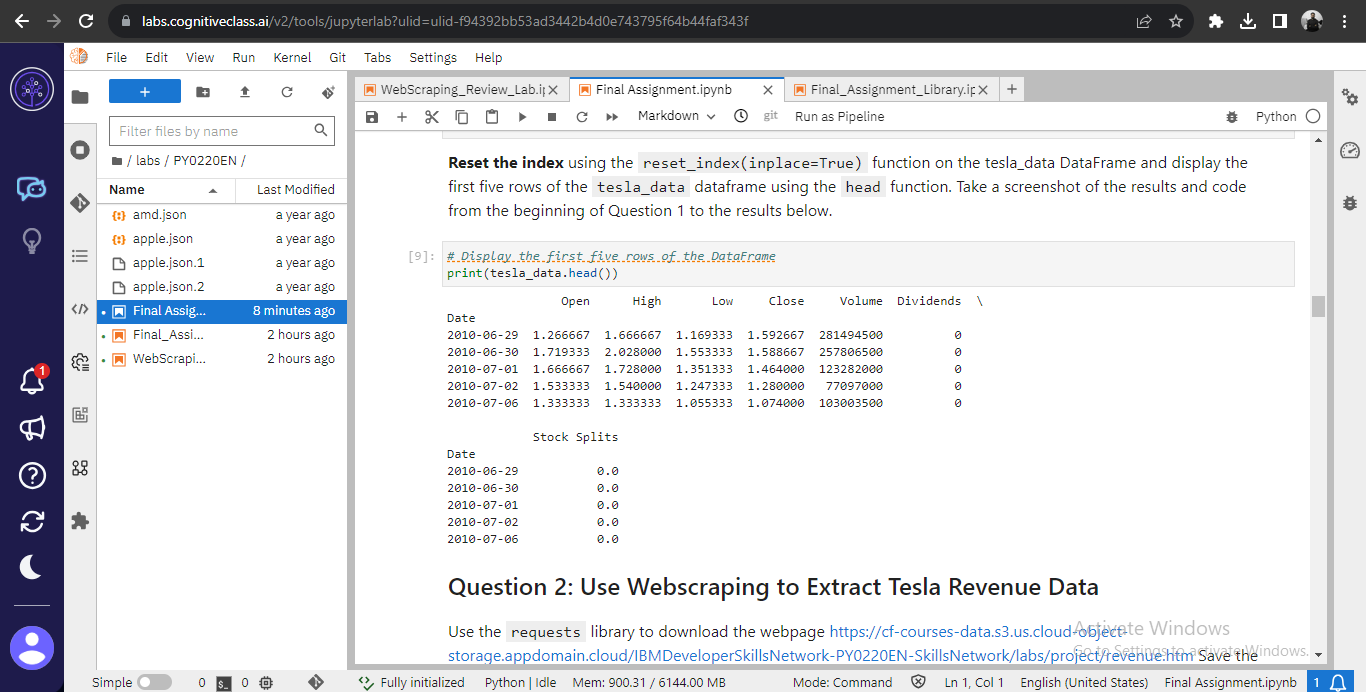 labs.cognitiveclass.ai/v2/tools/jupyterlab?ulid=ulid-f94392bb53ad3442b4d0e743795f64b44faf343f
File Edit View Run Kernel Git Tabs Settings Help
WebScraping_Review_Lab.i
Final Assignment.ipynb
Final_Assignment_Library.ip
Markdown
git
Run as Pipeline
Python
Filter files by name
/ labs / PY0220EN /
Name Last Modified
amd.json a year ago
apple.json a year ago
apple.json.1 a year ago
apple.json.2 a year ago
Final Assig... 8 minutes ago
Final_Assi... 2 hours ago
WebScrapi... 2 hours ago
1
Reset the index using the reset_index(inplace=True) function on the tesla_data DataFrame and display the
first five rows of the tesla_data dataframe using the head function. Take a screenshot of the results and code
from the beginning of Question 1 to the results below.
[9]: # Display the first five rows of the DataFrame
print(tesla_data.head())
Open High Low Close Volume Dividends \
Date
2010-06-29 1.266667 1.666667 1.169333 1.592667 281494500 0
2010-06-30 1.719333 2.028000 1.553333 1.588667 257806500 0
2010-07-01 1.666667 1.728000 1.351333 1.464000 123282000 0
2010-07-02 1.533333 1.540000 1.247333 1.280000 77097000 0
2010-07-06 1.333333 1.333333 1.055333 1.074000 103003500 0
Stock Splits
Date
2010-06-29 0.0
2010-06-30 0.0
2010-07-01 0.0
2010-07-02 0.0
2010-07-06 0.0
Question 2: Use Webscraping to Extract Tesla Revenue Data
Use the requests library to download the webpage https://cf-courses-data.s3.us.cloud-object-
storage.appdomain.cloud/IBMDeveloperSkillsNetwork-PY0220EN-SkillsNetwork/labs/project/revenue.htm Save the
Activate Windows
Go to Settings to activate Windows.
Simple 0 $_ 0 Fully initialized Python | Idle Mem: 900.31 / 6144.00 MB Mode: Command Ln 1, Col 1 English (United States) Final Assignment.ipynb 1